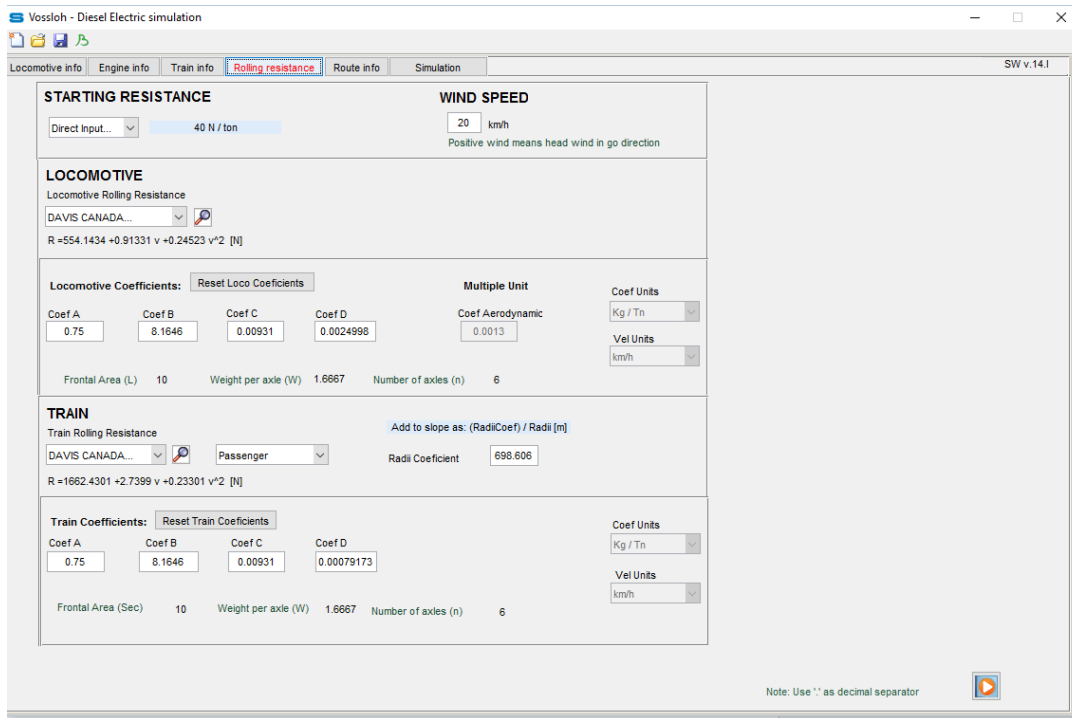 Vossloh - Diesel Electric simulation
Locomotive info Engine info Train info Rolling resistance Route info Simulation SW v.14.I
STARTING RESISTANCE WIND SPEED
Direct Input... 40 N / ton 20 km/h
Positive wind means head wind in go direction
LOCOMOTIVE
Locomotive Rolling Resistance
DAVIS CANADA...
R =554.1434 +0.91331 v +0.24523 v^2 [N]
Locomotive Coefficients: Reset Loco Coeficients Multiple Unit Coef Units
Coef A Coef B Coef C Coef D Coef Aerodynamic Kg / Tn
0.75 8.1646 0.00931 0.0024998 0.0013 Vel Units
km/h
Frontal Area (L) 10 Weight per axle (W) 1.6667 Number of axles (n) 6
TRAIN
Train Rolling Resistance Add to slope as: (RadiiCoef) / Radii [m]
DAVIS CANADA... Passenger Radii Coeficient 698.606
R =1662.4301 +2.7399 v +0.23301 v^2 [N]
Train Coefficients: Reset Train Coeficients Coef Units
Coef A Coef B Coef C Coef D Kg / Tn
0.75 8.1646 0.00931 0.00079173
Vel Units
km/h
Frontal Area (Sec) 10 Weight per axle (W) 1.6667 Number of axles (n) 6
Note: Use '.' as decimal separator